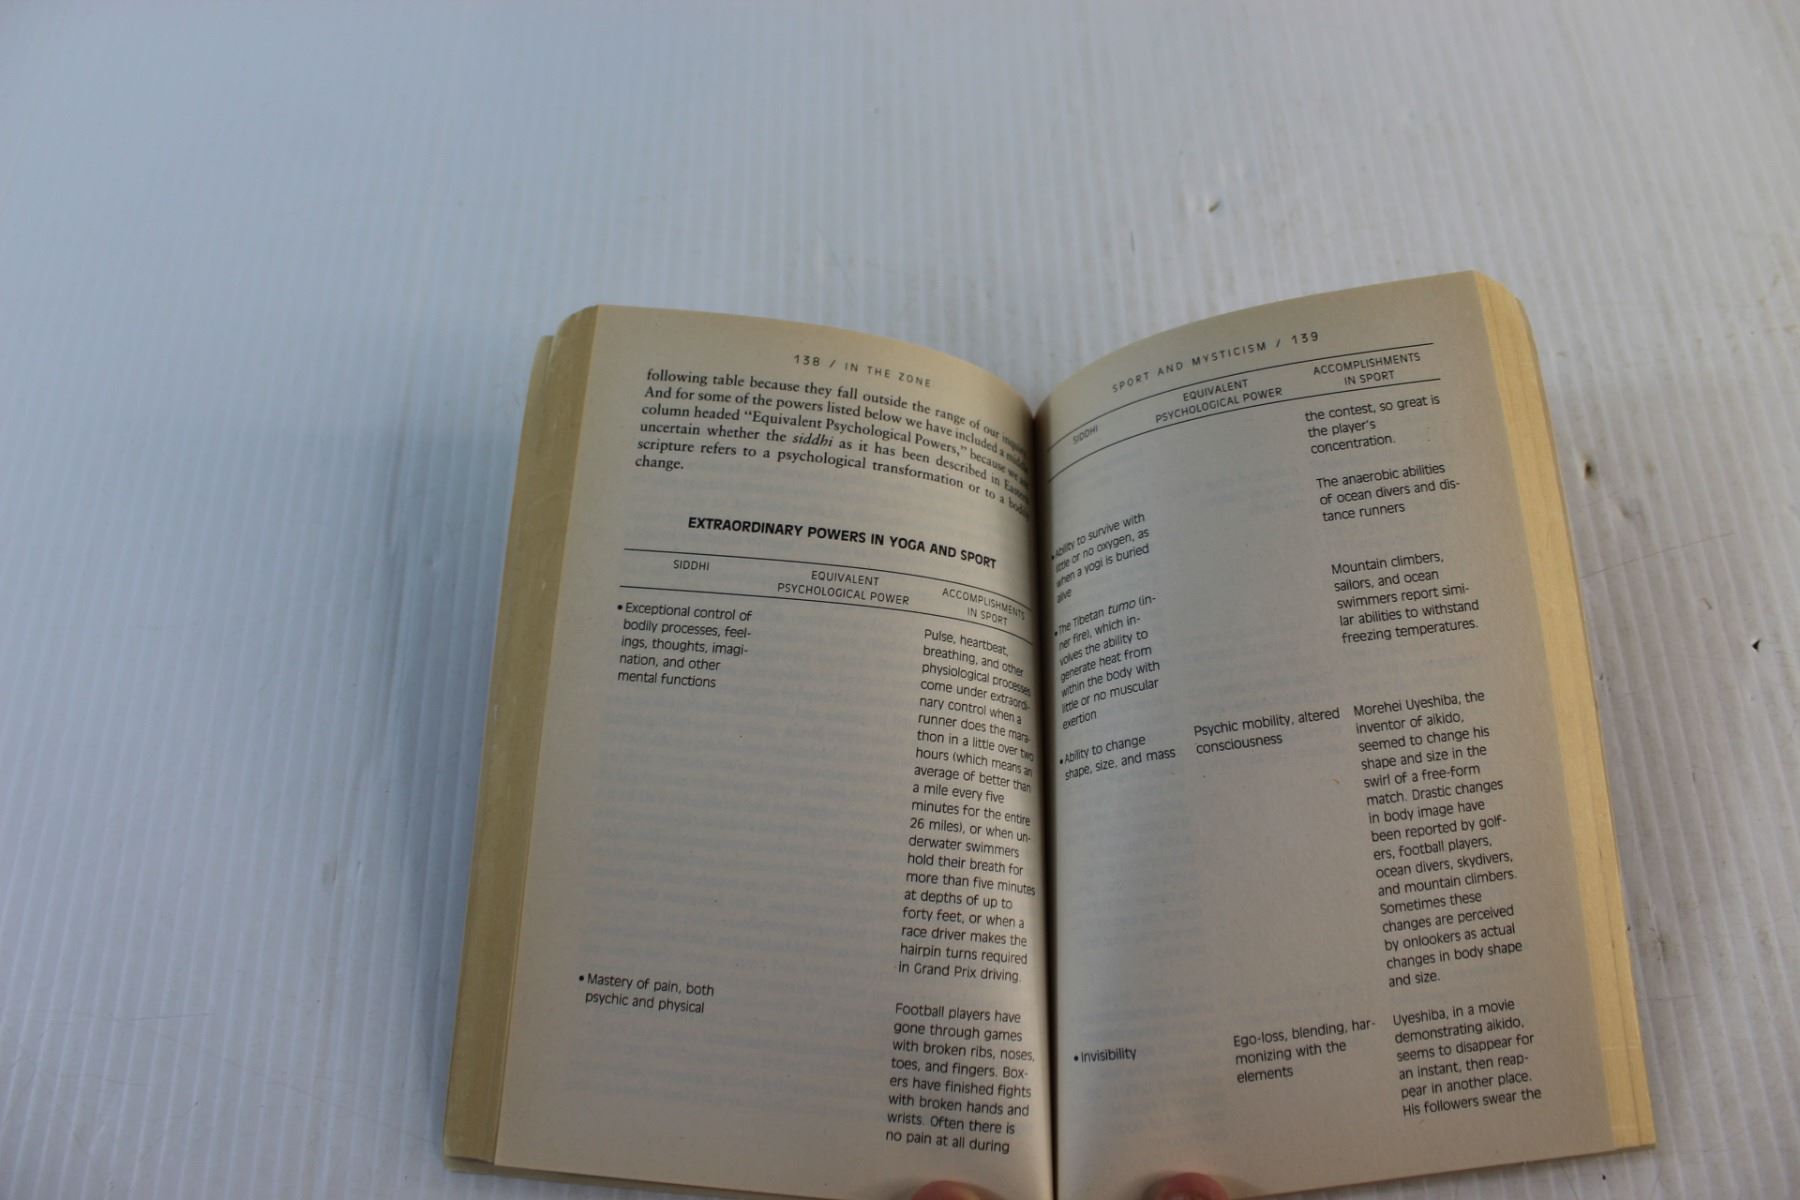 138 / IN THE ZONE
following table because they fall outside the range of our
And for some of the powers listed below we have included a
column headed "Equivalent Psychological Powers," because we are
uncertain whether the siddhi as it has been described in Eastern
scripture refers to a psychological transformation or to a bodily
change.
EXTRAORDINARY POWERS IN YOGA AND SPORT
SIDDHI
EQUIVALENT
PSYCHOLOGICAL POWER
ACCOMPLISHMENTS
IN SPORT
• Exceptional control of
bodily processes, feel-
ings, thoughts, imagi-
nation, and other
mental functions
Pulse, heartbeat,
breathing, and other
physiological processes
come under extraordi-
nary control when a
runner does the mara-
thon in a little over two
hours (which means an
average of better than
a mile every five
minutes for the entire
26 miles), or when un-
derwater swimmers
hold their breath for
more than five minutes
at depths of up to
forty feet, or when a
race driver makes the
hairpin turns required
in Grand Prix driving.
• Mastery of pain, both
psychic and physical
Football players have
gone through games
with broken ribs, noses,
toes, and fingers. Box-
ers have finished fights
with broken hands and
wrists. Often there is
no pain at all during
SPORT AND MYSTICISM / 139
SIDDHI
EQUIVALENT
PSYCHOLOGICAL POWER
ACCOMPLISHMENTS
IN SPORT
the contest, so great is
the player's
concentration.
• Ability to survive with
little or no oxygen, as
when a yogi is buried
alive
The anaerobic abilities
of ocean divers and dis-
tance runners
• The Tibetan tumo (in-
ner fire), which in-
volves the ability to
generate heat from
within the body with
little or no muscular
exertion
Mountain climbers,
sailors, and ocean
swimmers report simi-
lar abilities to withstand
freezing temperatures.
• Ability to change
shape, size, and mass
Psychic mobility, altered
consciousness
Morehei Uyeshiba, the
inventor of aikido,
seemed to change his
shape and size in the
swirl of a free-form
match. Drastic changes
in body image have
been reported by golf-
ers, football players,
ocean divers, skydivers,
and mountain climbers.
Sometimes these
changes are perceived
by onlookers as actual
changes in body shape
and size.
• Invisibility
Ego-loss, blending, har-
monizing with the
elements
Uyeshiba, in a movie
demonstrating aikido,
seems to disappear for
an instant, then reap-
pear in another place.
His followers swear the